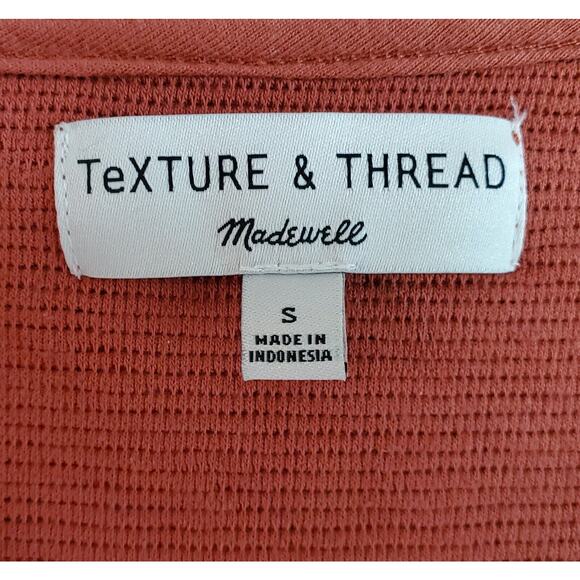 TeXTURE & THREAD
Madewell
S
MADE IN
INDONESIA